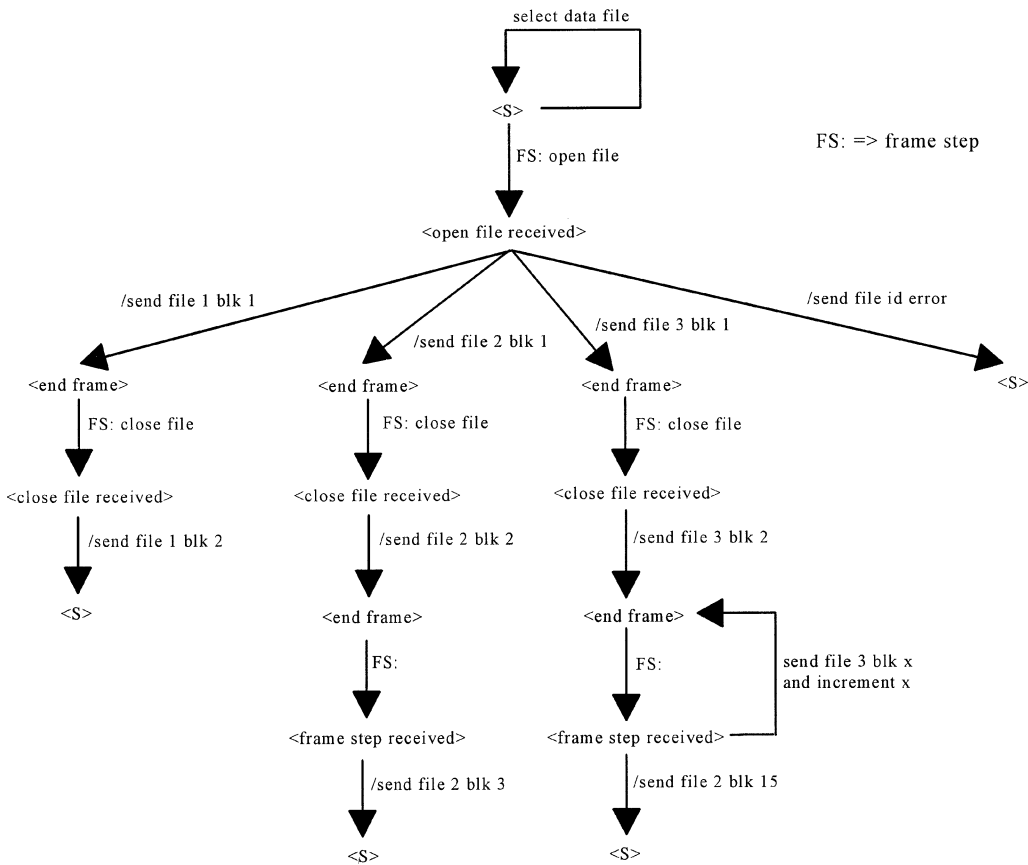 select data file
<S>
FS: => frame step
FS: open file
<open file received>
/send file 1 blk 1
/send file 2 blk 1
/send file 3 blk 1
/send file id error
<end frame>
<end frame>
<end frame>
<S>
FS: close file
FS: close file
FS: close file
<close file received>
<close file received>
<close file received>
/send file 1 blk 2
/send file 2 blk 2
/send file 3 blk 2
<S>
<end frame>
<end frame>
FS:
FS:
send file 3 blk x
and increment x
<frame step received>
<frame step received>
/send file 2 blk 3
/send file 2 blk 15
<S>
<S>